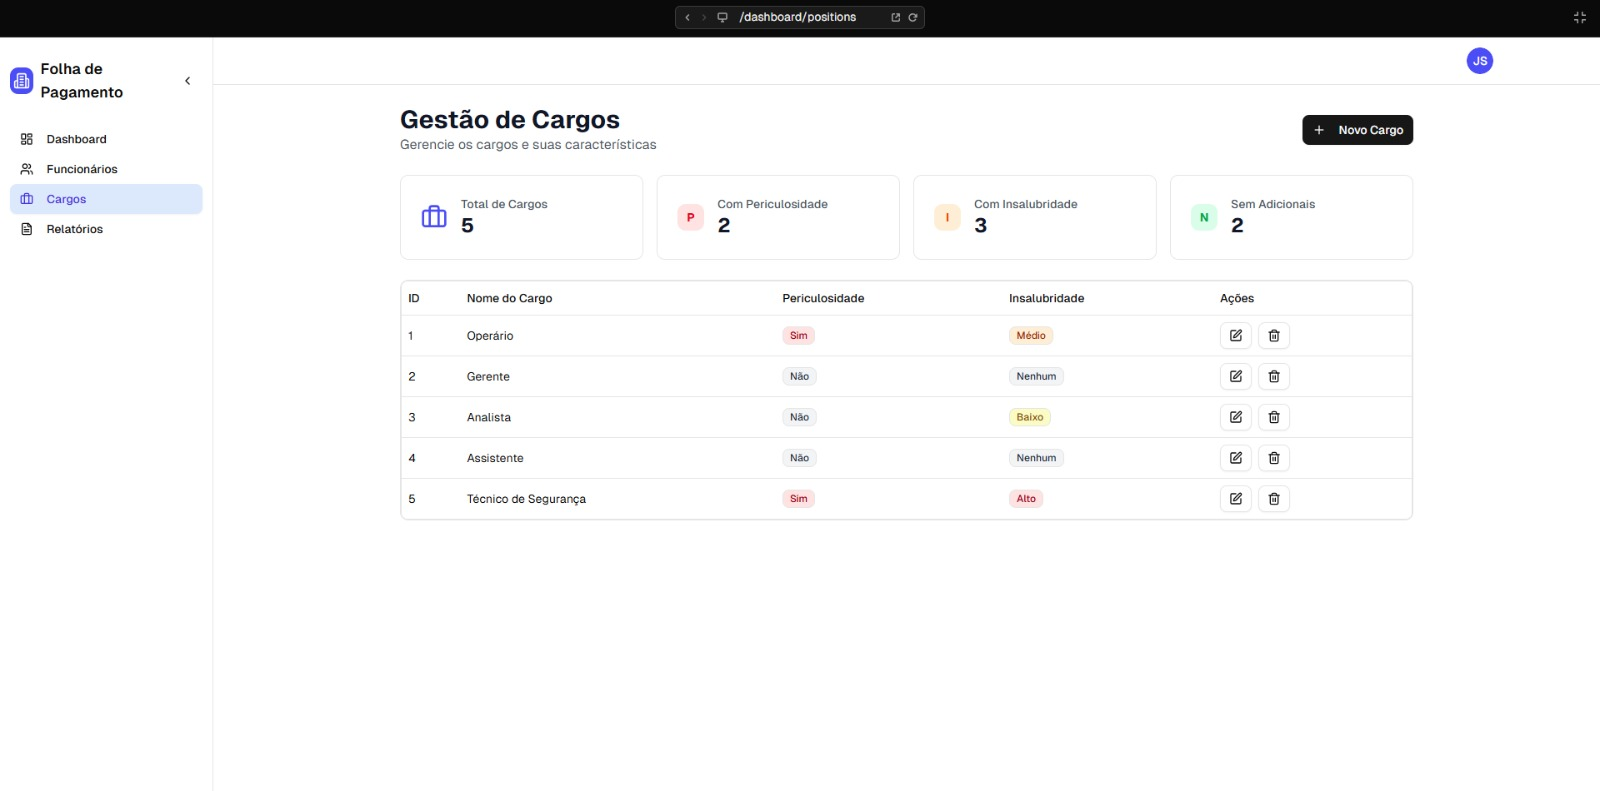 /dashboard/positions
Folha de
Pagamento
JS
Dashboard
Funcionários
Cargos
Relatórios
Gestão de Cargos
Gerencie os cargos e suas características
+ Novo Cargo
Total de Cargos
5
P
Com Periculosidade
2
I
Com Insalubridade
3
N
Sem Adicionais
2
ID Nome do Cargo Periculosidade Insalubridade Ações
1 Operário Sim Médio
2 Gerente Não Nenhum
3 Analista Não Baixo
4 Assistente Não Nenhum
5 Técnico de Segurança Sim Alto